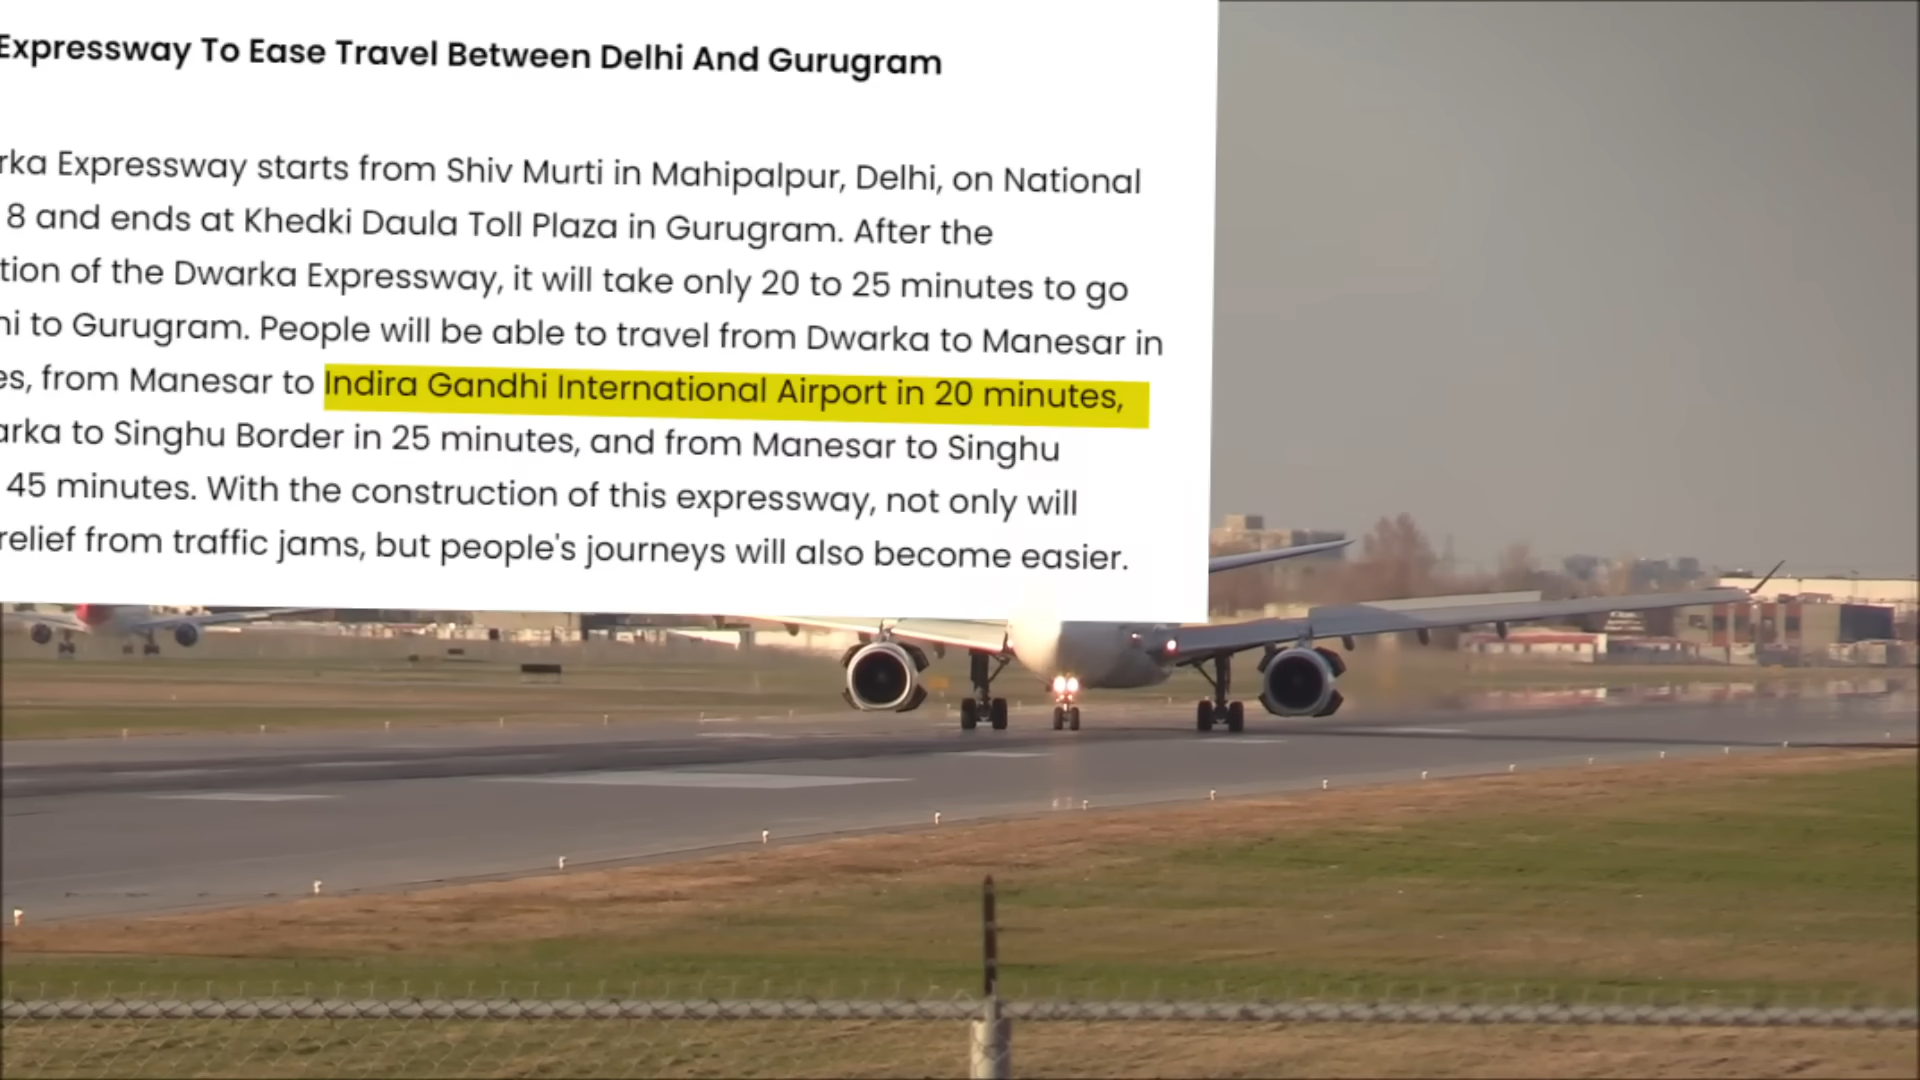 Expressway To Ease Travel Between Delhi And Gurugram
rka Expressway starts from Shiv Murti in Mahipalpur, Delhi, on National
8 and ends at Khedki Daula Toll Plaza in Gurugram. After the
tion of the Dwarka Expressway, it will take only 20 to 25 minutes to go
hi to Gurugram. People will be able to travel from Dwarka to Manesar in
es, from Manesar to Indira Gandhi International Airport in 20 minutes,
arka to Singhu Border in 25 minutes, and from Manesar to Singhu
45 minutes. With the construction of this expressway, not only will
relief from traffic jams, but people's journeys will also become easier.